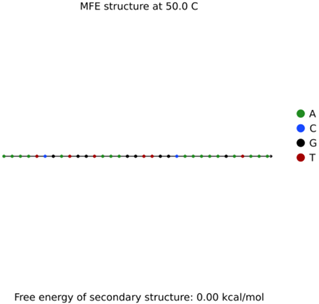 MFE structure at 50.0 C
A
C
G
T
Free energy of secondary structure: 0.00 kcal/mol